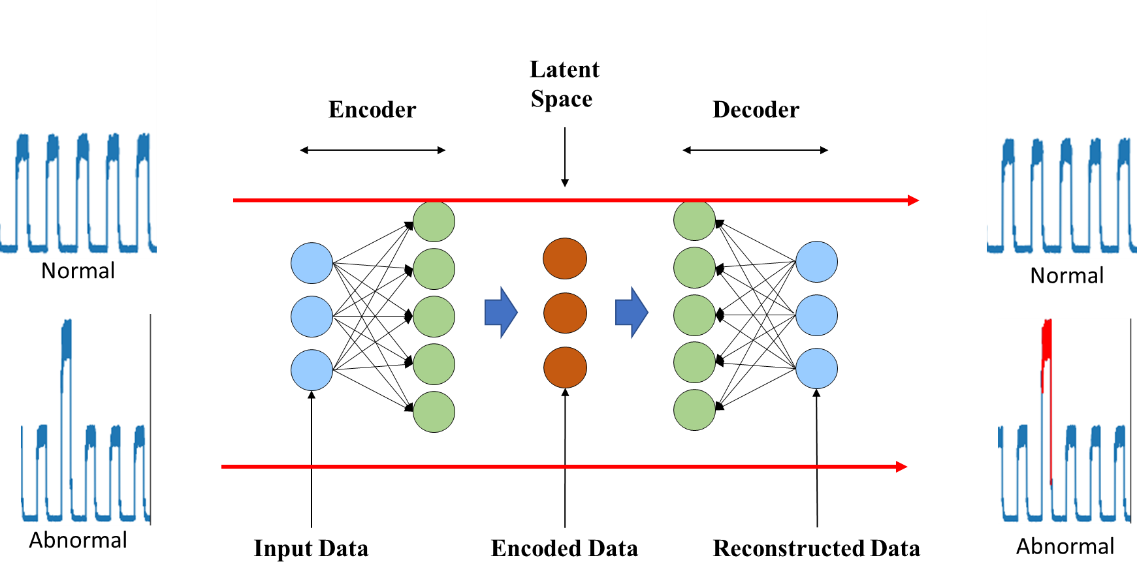 Latent
Space
Encoder
Decoder
Normal
Normal
Abnormal
Abnormal
Input Data
Encoded Data
Reconstructed Data